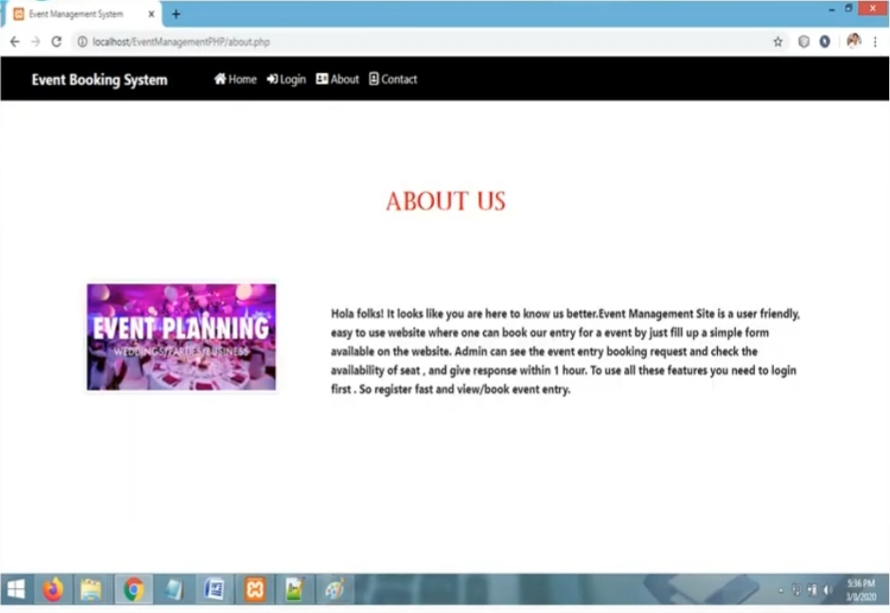 Event Management System
localhost/EventManagementPHP/about.php
Event Booking System Home Login About Contact
ABOUT US
EVENT PLANNING
WEDDINGS/PARTIES/BUSINESS
Hola folks! It looks like you are here to know us better.Event Management Site is a user friendly,
easy to use website where one can book our entry for a event by just fill up a simple form
available on the website. Admin can see the event entry booking request and check the
availability of seat , and give response within 1 hour. To use all these features you need to login
first . So register fast and view/book event entry.
5:36 PM
3/8/2020